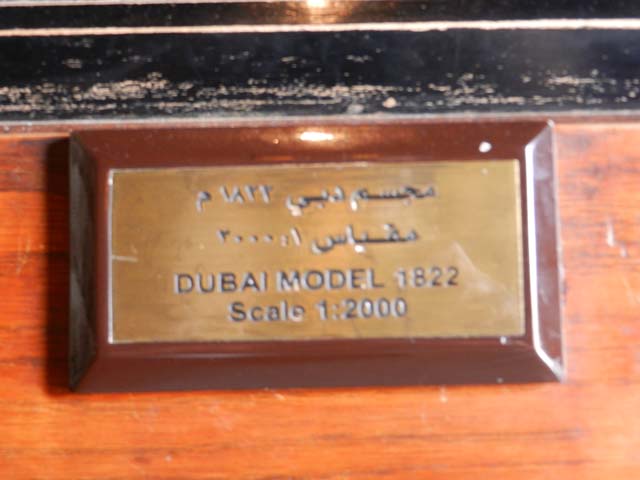 مجسم دبي ١٨٢٢ م
مقياس ١:٢٠٠٠
DUBAI MODEL 1822
Scale 1:2000